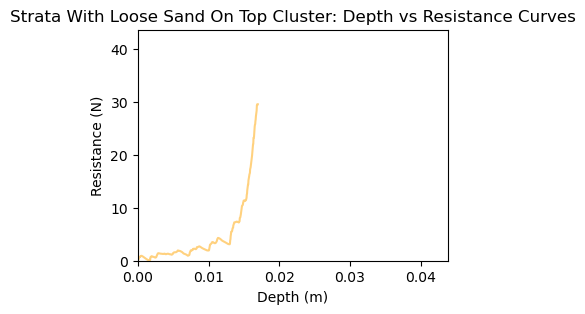 Strata With Loose Sand On Top Cluster: Depth vs Resistance Curves
40
30
20
10
0
Resistance (N)
0.00 0.01 0.02 0.03 0.04
Depth (m)